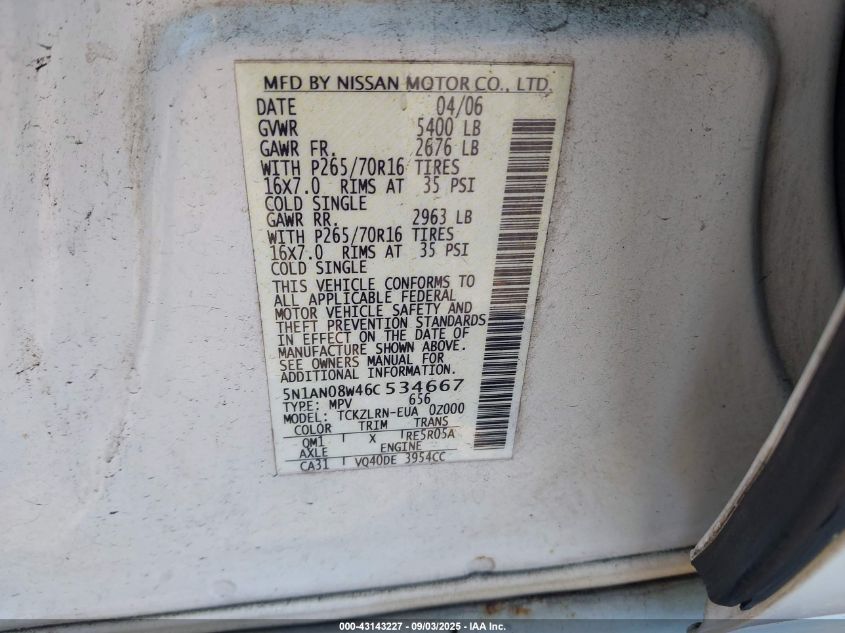 MFD BY NISSAN MOTOR CO., LTD.
DATE 04/06
GVWR 5400 LB
GAWR FR. 2676 LB
WITH P265/70R16 TIRES
16X7.0 RIMS AT 35 PSI
COLD SINGLE
GAWR RR. 2963 LB
WITH P265/70R16 TIRES
16X7.0 RIMS AT 35 PSI
COLD SINGLE
THIS VEHICLE CONFORMS TO
ALL APPLICABLE FEDERAL
MOTOR VEHICLE SAFETY AND
THEFT PREVENTION STANDARDS
IN EFFECT ON THE DATE OF
MANUFACTURE SHOWN ABOVE.
SEE OWNERS MANUAL FOR
ADDITIONAL INFORMATION.
5N1AN08W46C534667
TYPE: MPV 656
MODEL: TCKZLRN-EUA 0Z000
COLOR TRIM TRANS
QM1 X RE5R05A
AXLE ENGINE
CA31 VQ40DE 3954CC
000-43143227 - 09/03/2025 - IAA Inc.